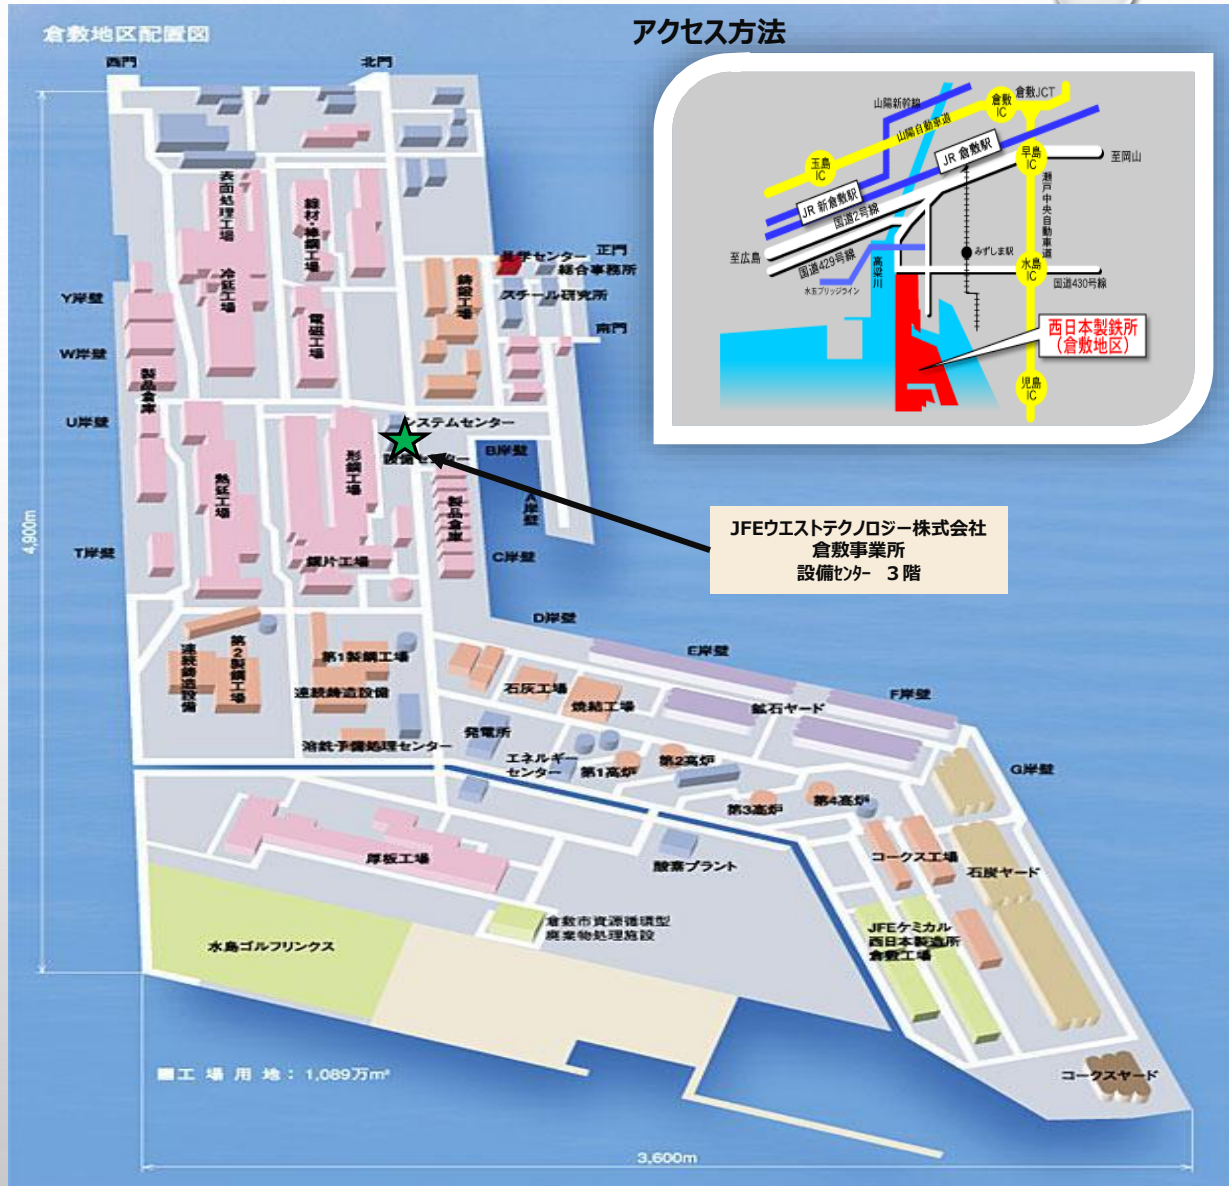 倉敷地区配置図
アクセス方法
西門
北門
山陽新幹線
山陽自動車道
倉敷
IC
倉敷JCT
玉島
IC
JR 新倉敷駅
JR 倉敷駅
早島
IC
至岡山
国道2号線
至広島
国道429号線
水玉ブリッジライン
高梁川
みずしま駅
瀬戸中央自動車道
水島
IC
国道430号線
西日本製鉄所
(倉敷地区)
児島
IC
表面処理工場
線材・棒鋼工場
見学センター
正門
総合事務所
スチール研究所
南門
冷延工場
鋳鍛工場
電磁工場
Y岸壁
W岸壁
製品倉庫
U岸壁
システムセンター
設備センター
B岸壁
A岸壁
形鋼工場
熱延工場
製品倉庫
4,900m
T岸壁
鋼片工場
C岸壁
JFEウエストテクノロジー株式会社
倉敷事業所
設備センター 3階
D岸壁
E岸壁
F岸壁
G岸壁
連続鋳造設備
第2製鋼工場
第1製鋼工場
連続鋳造設備
石灰工場
焼結工場
鉱石ヤード
溶銑予備処理センター
発電所
エネルギー
センター
第1高炉
第2高炉
第3高炉
第4高炉
厚板工場
酸素プラント
コークス工場
石炭ヤード
倉敷市資源循環型
廃棄物処理施設
JFEケミカル
西日本製造所
倉敷工場
水島ゴルフリンクス
コークスヤード
■工場用地：1,089万m²
3,600m